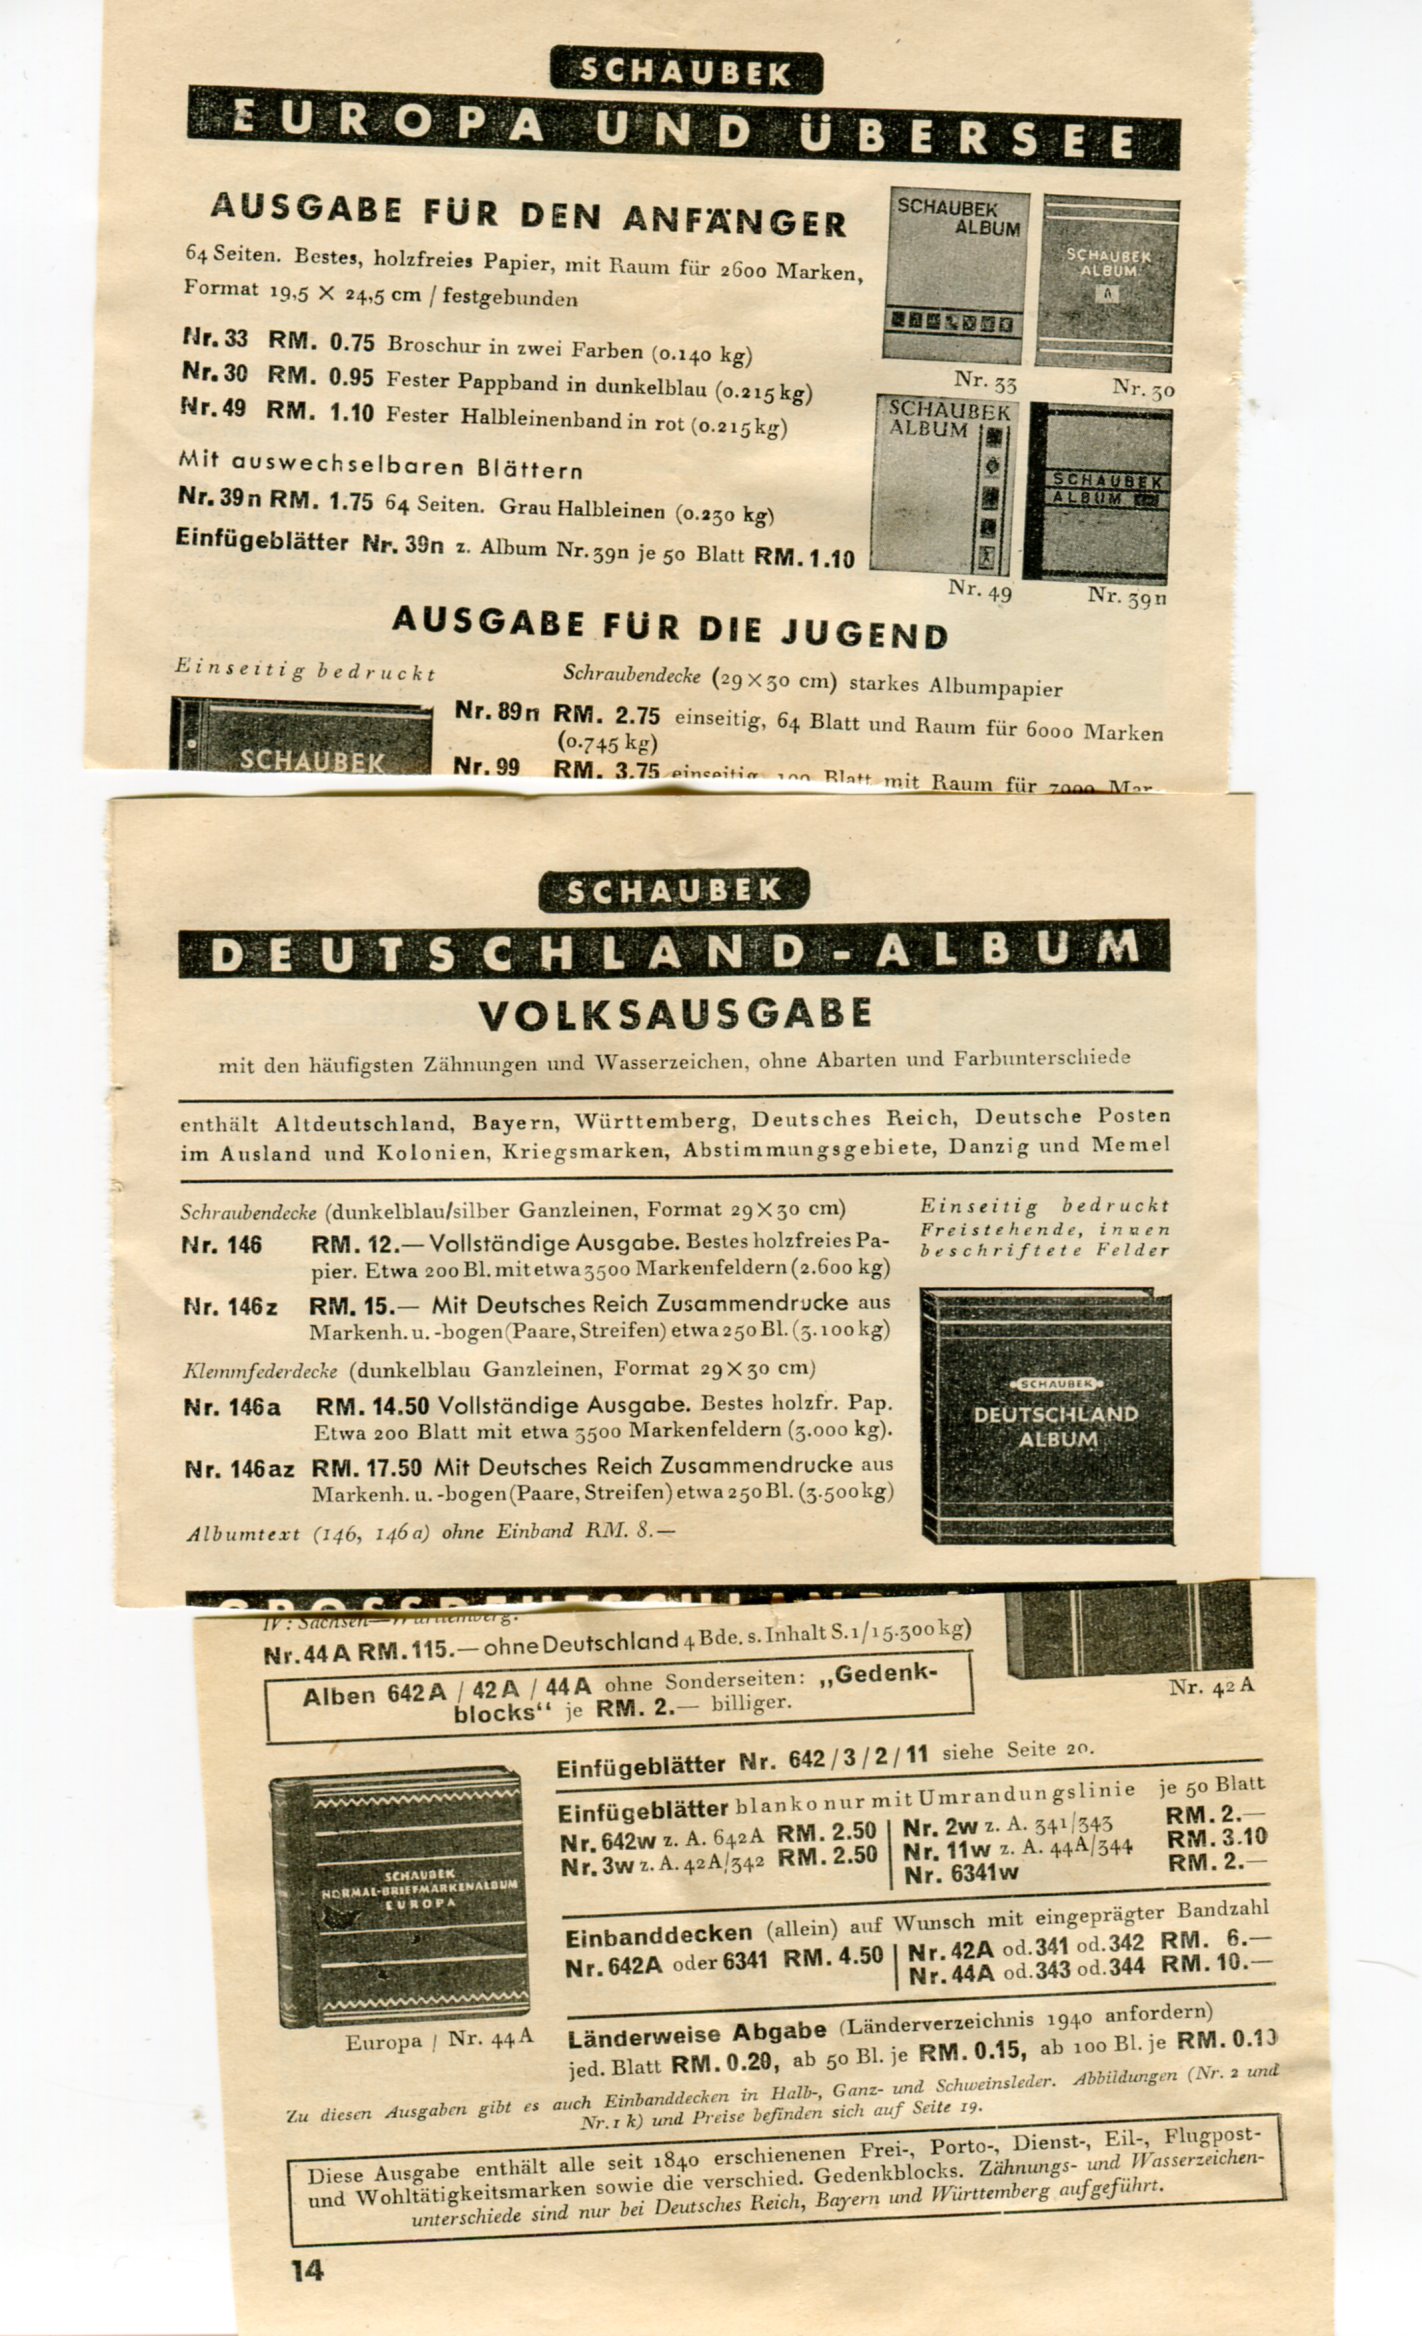 SCHAUBEK
EUROPA UND ÜBERSEE
AUSGABE FÜR DEN ANFÄNGER
64 Seiten. Bestes, holzfreies Papier, mit Raum für 2600 Marken,
Format 19,5 × 24,5 cm / festgebunden
Nr. 33 RM. 0.75 Broschur in zwei Farben (0.140 kg)
Nr. 30 RM. 0.95 Fester Pappband in dunkelblau (0.215 kg)
Nr. 49 RM. 1.10 Fester Halbleinenband in rot (0.215 kg)
Mit auswechselbaren Blättern
Nr. 39n RM. 1.75 64 Seiten. Grau Halbleinen (0.230 kg)
Einfügeblätter Nr. 39n z. Album Nr. 39n je 50 Blatt RM. 1.10
SCHAUBEK
ALBUM
SCHAUBEK
ALBUM
A
Nr. 33
Nr. 30
SCHAUBEK
ALBUM
SCHAUBEK
ALBUM
Nr. 49
Nr. 39n
AUSGABE FÜR DIE JUGEND
Einseitig bedruckt
Schraubendecke (29 × 30 cm) starkes Albumpapier
SCHAUBEK
Nr. 89n RM. 2.75 einseitig, 64 Blatt und Raum für 6000 Marken
(0.745 kg)
Nr. 99 RM. 3.75 einseitig 100 Blatt mit Raum für 7000 Mar
SCHAUBEK
DEUTSCHLAND-ALBUM
VOLKSAUSGABE
mit den häufigsten Zähnungen und Wasserzeichen, ohne Abarten und Farbunterschiede
enthält Altdeutschland, Bayern, Württemberg, Deutsches Reich, Deutsche Posten
im Ausland und Kolonien, Kriegsmarken, Abstimmungsgebiete, Danzig und Memel
Schraubendecke (dunkelblau/silber Ganzleinen, Format 29 × 30 cm)
Nr. 146 RM. 12.— Vollständige Ausgabe. Bestes holzfreies Pa-
pier. Etwa 200 Bl. mit etwa 3500 Markenfeldern (2.600 kg)
Nr. 146z RM. 15.— Mit Deutsches Reich Zusammendrucke aus
Markenh. u. -bogen (Paare, Streifen) etwa 250 Bl. (3.100 kg)
Klemmfederdecke (dunkelblau Ganzleinen, Format 29 × 30 cm)
Nr. 146a RM. 14.50 Vollständige Ausgabe. Bestes holzfr. Pap.
Etwa 200 Blatt mit etwa 3500 Markenfeldern (3.000 kg).
Nr. 146az RM. 17.50 Mit Deutsches Reich Zusammendrucke aus
Markenh. u. -bogen (Paare, Streifen) etwa 250 Bl. (3.500 kg)
Albumtext (146, 146a) ohne Einband RM. 8.—
Einseitig bedruckt
Freistehende, innen
beschriftete Felder
SCHAUBEK
DEUTSCHLAND
ALBUM
IV: Sachsen—Württemberg.
Nr. 44A RM. 115.— ohne Deutschland 4 Bde. s. Inhalt S. 1/15.300 kg)
Alben 642A / 42A / 44A ohne Sonderseiten: „Gedenk-
blocks“ je RM. 2.— billiger.
Nr. 42A
Einfügeblätter Nr. 642/3/2/11 siehe Seite 20.
Einfügeblätter blanko nur mit Umrandungslinie je 50 Blatt
Nr. 642w z. A. 642A RM. 2.50
Nr. 3w z. A. 42A/342 RM. 2.50
Nr. 2w z. A. 341/343 RM. 2.—
Nr. 11w z. A. 44A/344 RM. 3.10
Nr. 6341w RM. 2.—
SCHAUBEK
NORMAL-BRIEFMARKENALBUM
EUROPA
Europa / Nr. 44A
Einbanddecken (allein) auf Wunsch mit eingeprägter Bandzahl
Nr. 642A oder 6341 RM. 4.50
Nr. 42A od. 341 od. 342 RM. 6.—
Nr. 44A od. 343 od. 344 RM. 10.—
Länderweise Abgabe (Länderverzeichnis 1940 anfordern)
jed. Blatt RM. 0.20, ab 50 Bl. je RM. 0.15, ab 100 Bl. je RM. 0.13
Zu diesen Ausgaben gibt es auch Einbanddecken in Halb-, Ganz- und Schweinsleder. Abbildungen (Nr. 2 und
Nr. 1 k) und Preise befinden sich auf Seite 19.
Diese Ausgabe enthält alle seit 1840 erschienenen Frei-, Porto-, Dienst-, Eil-, Flugpost-
und Wohltätigkeitsmarken sowie die verschied. Gedenkblocks. Zähnungs- und Wasserzeichen-
unterschiede sind nur bei Deutsches Reich, Bayern und Württemberg aufgeführt.
14